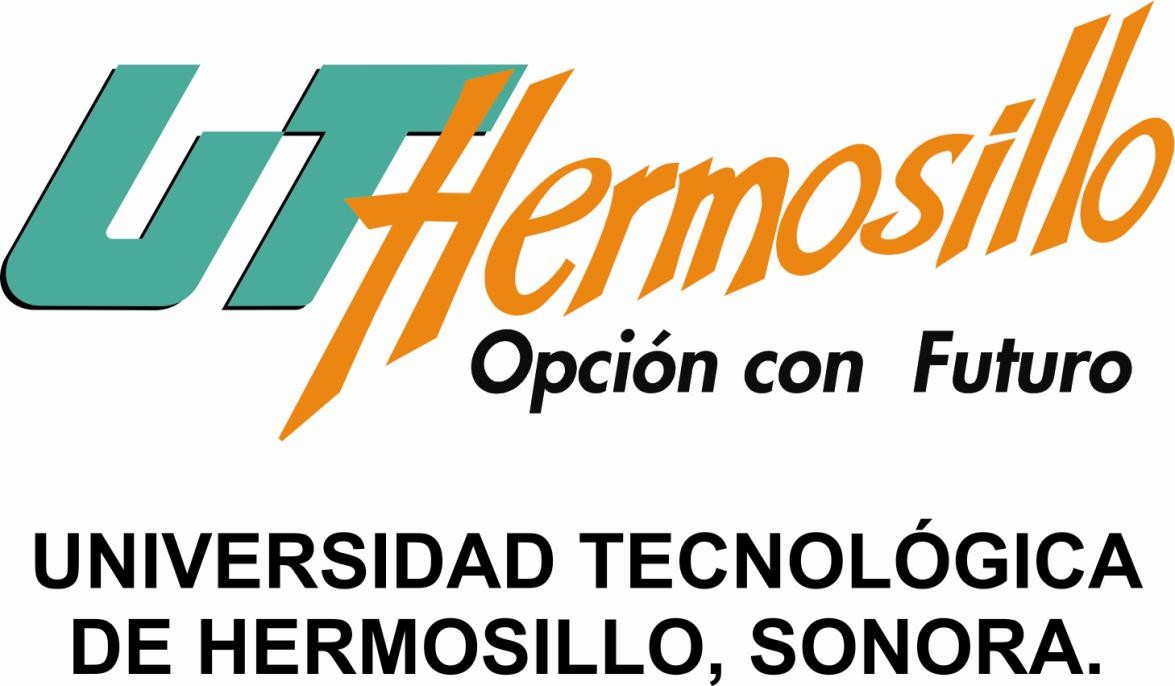 UTHermosillo
Opción con Futuro
UNIVERSIDAD TECNOLÓGICA
DE HERMOSILLO, SONORA.